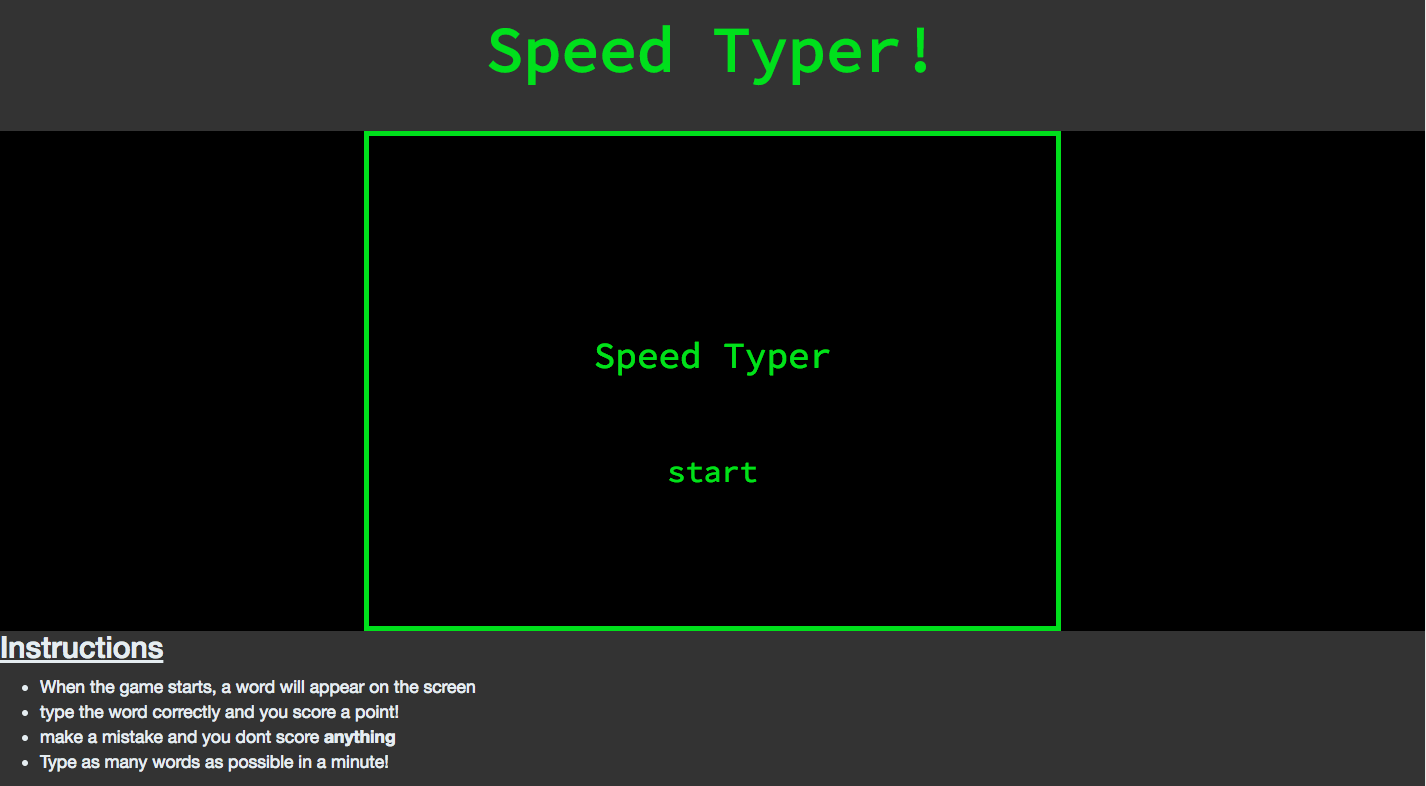 Speed Typer!
Speed Typer
start
Instructions
When the game starts, a word will appear on the screen
type the word correctly and you score a point!
make a mistake and you dont score anything
Type as many words as possible in a minute!